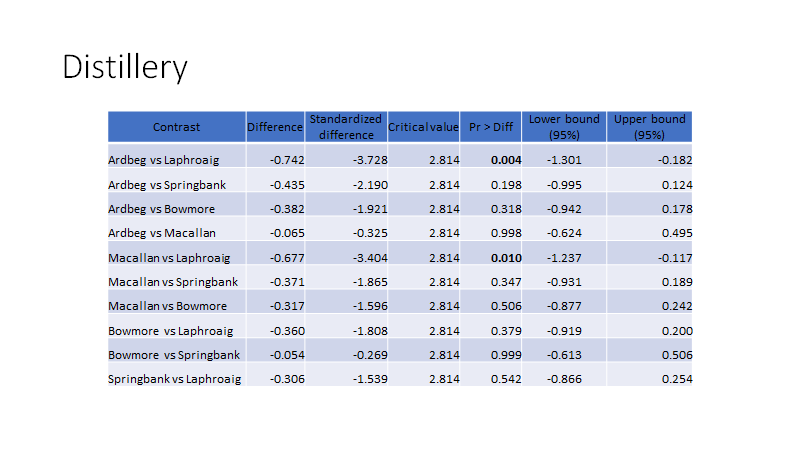 Distillery
Contrast Difference Standardized difference Critical value Pr > Diff Lower bound (95%) Upper bound (95%)
Ardbeg vs Laphroaig -0.742 -3.728 2.814 0.004 -1.301 -0.182
Ardbeg vs Springbank -0.435 -2.190 2.814 0.198 -0.995 0.124
Ardbeg vs Bowmore -0.382 -1.921 2.814 0.318 -0.942 0.178
Ardbeg vs Macallan -0.065 -0.325 2.814 0.998 -0.624 0.495
Macallan vs Laphroaig -0.677 -3.404 2.814 0.010 -1.237 -0.117
Macallan vs Springbank -0.371 -1.865 2.814 0.347 -0.931 0.189
Macallan vs Bowmore -0.317 -1.596 2.814 0.506 -0.877 0.242
Bowmore vs Laphroaig -0.360 -1.808 2.814 0.379 -0.919 0.200
Bowmore vs Springbank -0.054 -0.269 2.814 0.999 -0.613 0.506
Springbank vs Laphroaig -0.306 -1.539 2.814 0.542 -0.866 0.254